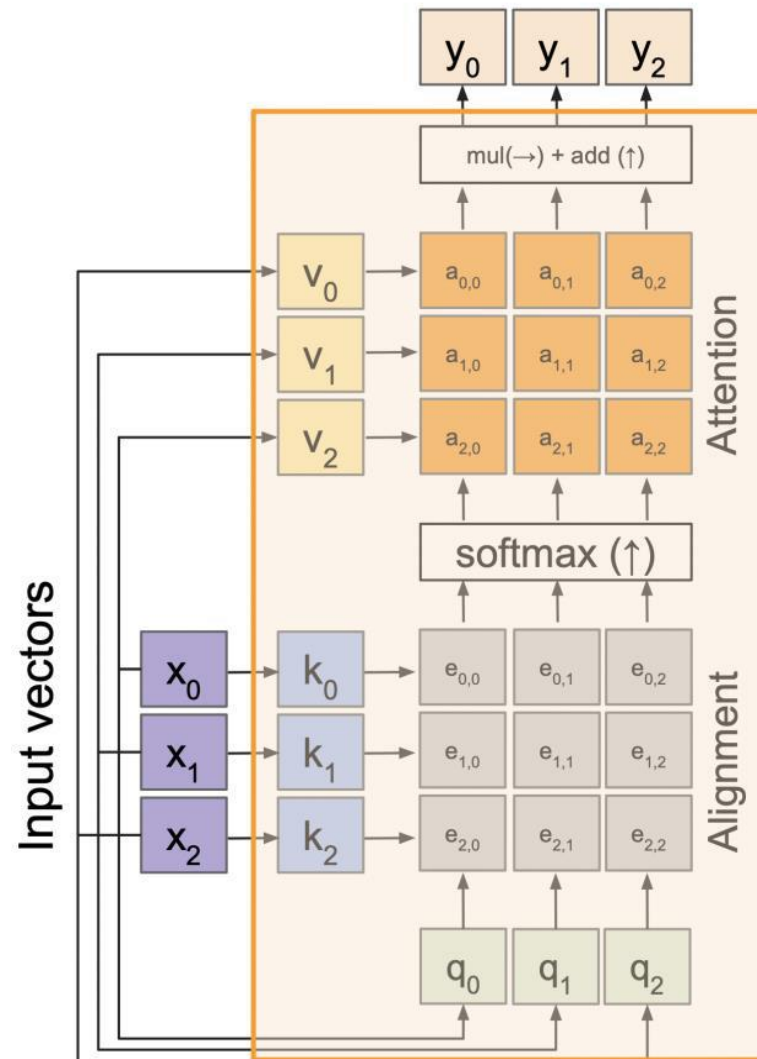 y0 y1 y2
mul(→) + add (↑)
v0 a0,0 a0,1 a0,2
v1 a1,0 a1,1 a1,2
v2 a2,0 a2,1 a2,2
Attention
softmax (↑)
Input vectors
x0 k0 e0,0 e0,1 e0,2
x1 k1 e1,0 e1,1 e1,2
x2 k2 e2,0 e2,1 e2,2
Alignment
q0 q1 q2